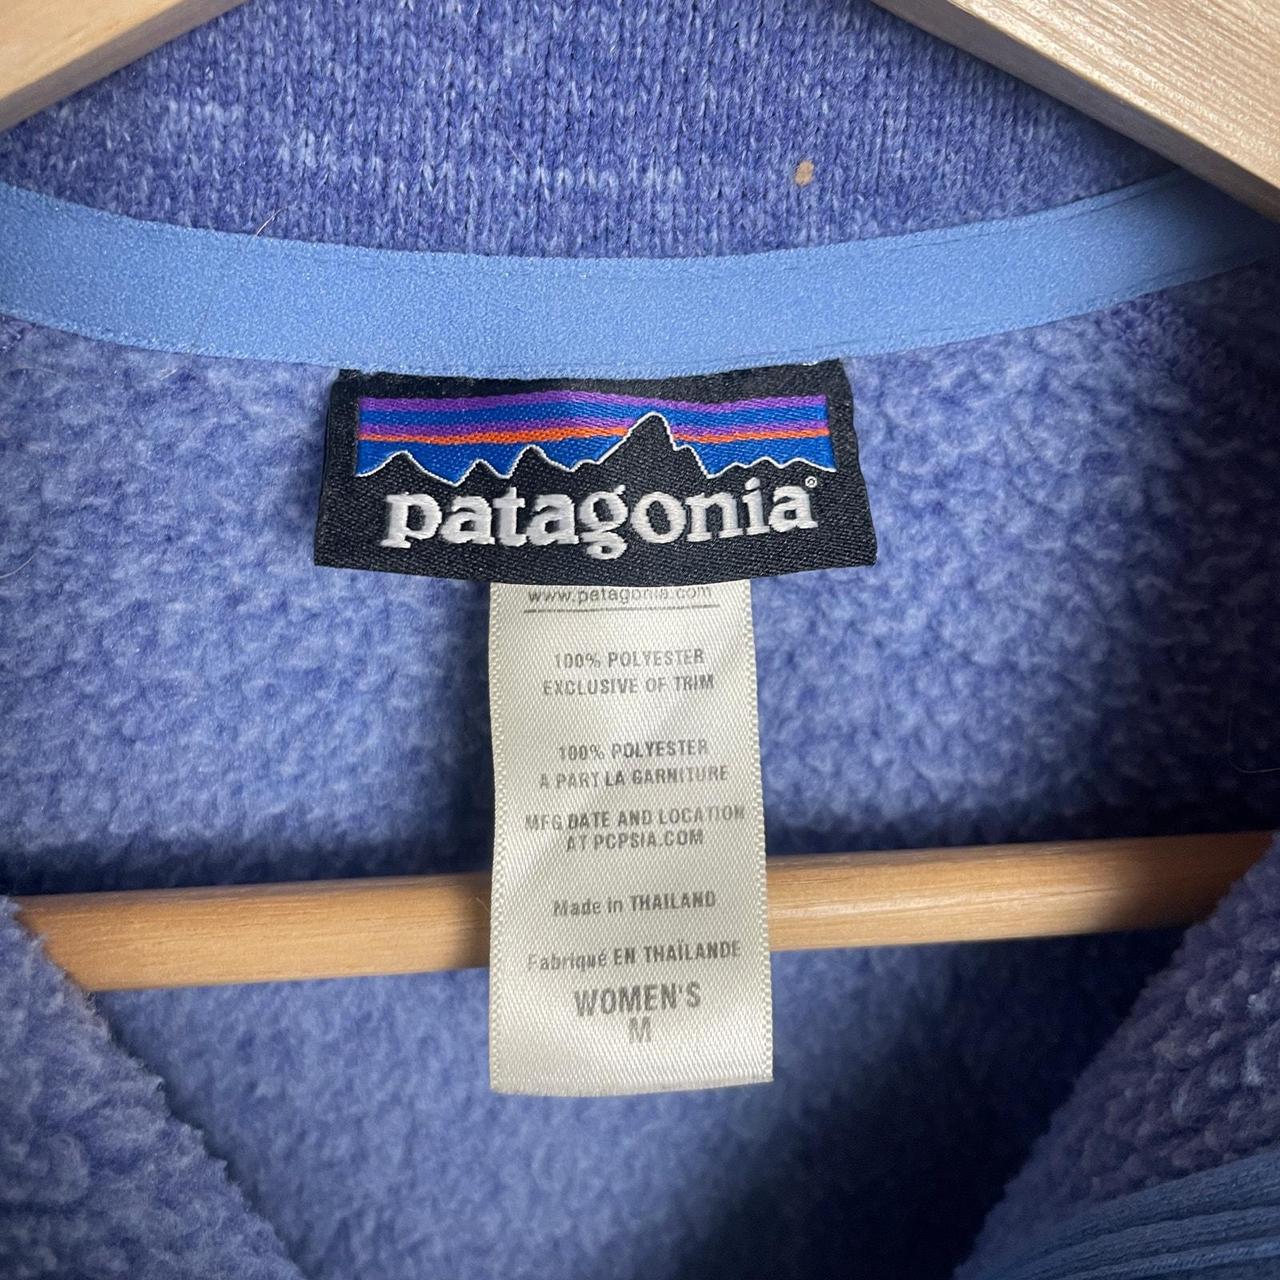 patagonia®
www.patagonia.com
100% POLYESTER
EXCLUSIVE OF TRIM
100% POLYESTER
A PART LA GARNITURE
MFG DATE AND LOCATION
AT PCPSIA.COM
Made in THAILAND
Fabriqué EN THAÏLANDE
WOMEN'S
M